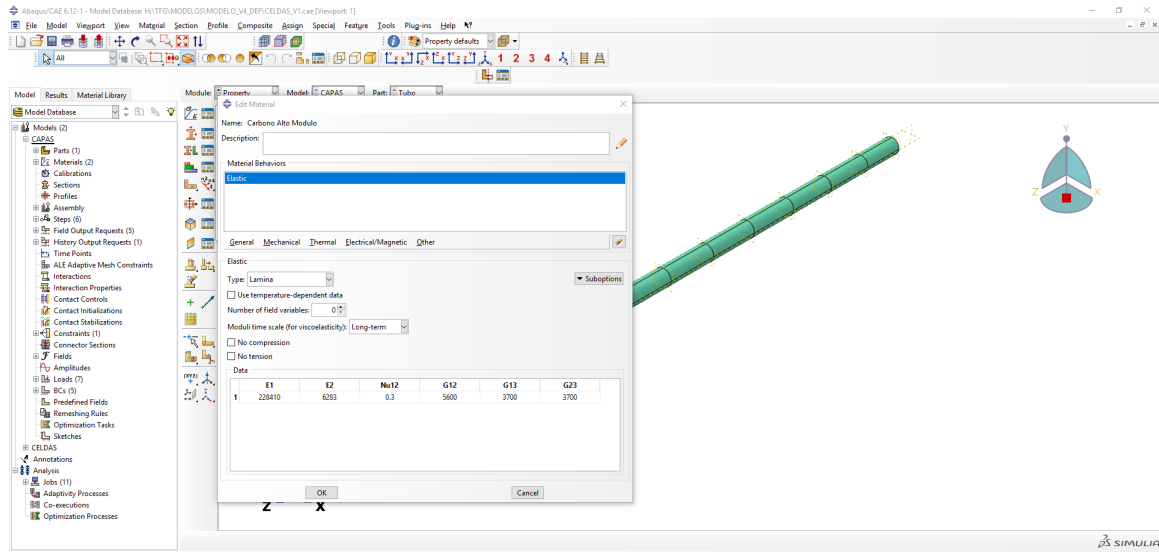 Abaqus/CAE 6.12-1 - Model Database: H:\TFG\MODELOS\MODELO_V4_DEF\CELDAS_V1.cae [Viewport: 1]
File Model Viewport View Material Section Profile Composite Assign Special Feature Tools Plug-ins Help
Property defaults
All
1 2 3 4
Model Results Material Library
Module: Property Model: CAPAS Part: Tubo
Model Database
Models (2)
CAPAS
Parts (1)
Materials (2)
Calibrations
Sections
Profiles
Assembly
Steps (6)
Field Output Requests (5)
History Output Requests (1)
Time Points
ALE Adaptive Mesh Constraints
Interactions
Interaction Properties
Contact Controls
Contact Initializations
Contact Stabilizations
Constraints (1)
Connector Sections
Fields
Amplitudes
Loads (7)
BCs (5)
Predefined Fields
Remeshing Rules
Optimization Tasks
Sketches
CELDAS
Annotations
Analysis
Jobs (11)
Adaptivity Processes
Co-executions
Optimization Processes
(XYZ)
Edit Material
Name: Carbono Alto Modulo
Description:
Material Behaviors
Elastic
General Mechanical Thermal Electrical/Magnetic Other
Elastic
Type: Lamina
Suboptions
Use temperature-dependent data
Number of field variables: 0
Moduli time scale (for viscoelasticity): Long-term
No compression
No tension
Data
E1 E2 Nu12 G12 G13 G23
1 228410 6283 0.3 5600 3700 3700
OK Cancel
Z X
Y
Z X
SIMULIA